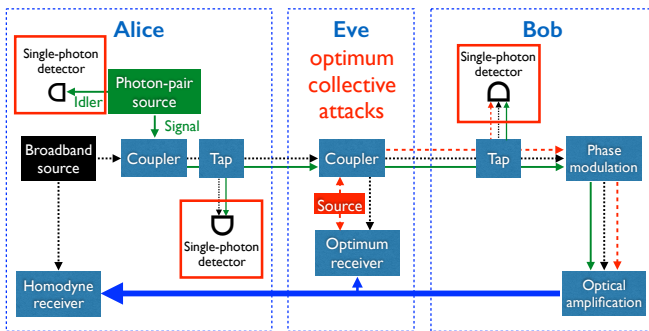 Alice
Eve
Bob
Single-photon
detector
Idler
Photon-pair
source
Signal
optimum
collective
attacks
Single-photon
detector
Broadband
source
Coupler
Tap
Coupler
Tap
Phase
modulation
Source
Single-photon
detector
Optimum
receiver
Homodyne
receiver
Optical
amplification